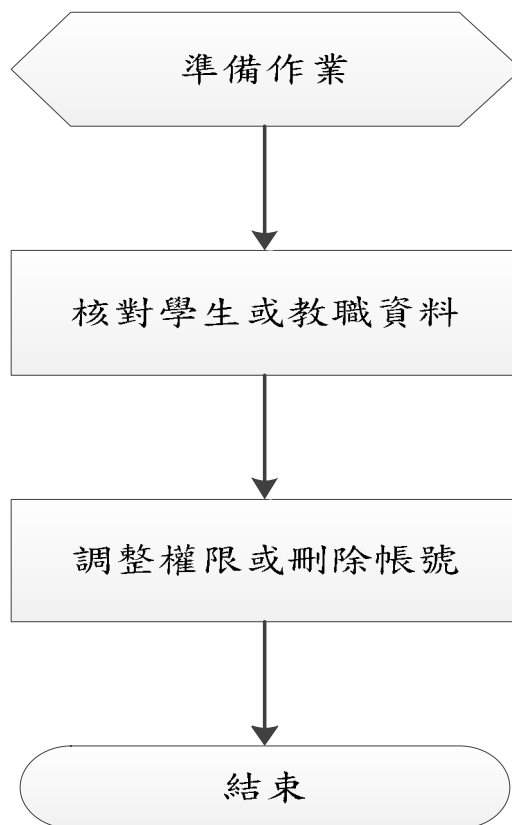 準備作業
核對學生或教職資料
調整權限或刪除帳號
結束